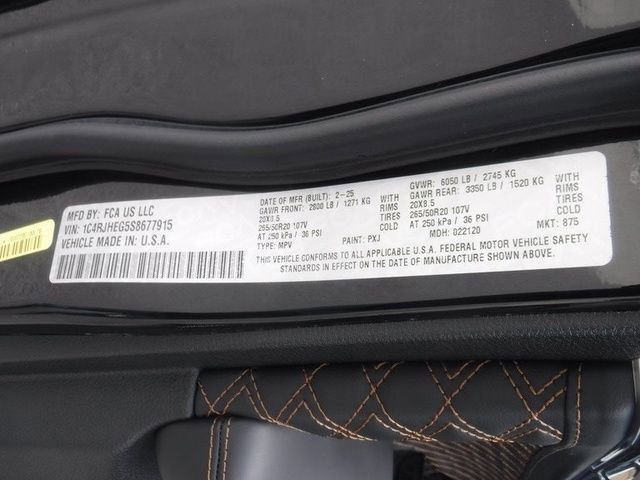 MFD BY: FCA US LLC
VIN: 1C4RJHEG5S8677915
VEHICLE MADE IN U.S.A.
DATE OF MFR (BUILT): 2-25
GAWR FRONT: 2800 LB / 1271 KG
20X8.5
265/50R20 107V
AT 250 kPa / 36 PSI
TYPE: MPV
PAINT: PXJ
RIMS
TIRES
COLD
WITH
GVWR: 6050 LB / 2745 KG
GAWR REAR: 3350 LB / 1520 KG
20X8.5
265/50R20 107V
AT 250 kPa / 36 PSI
MDH: 022120
WITH
RIMS
TIRES
COLD
MKT: 875
THIS VEHICLE CONFORMS TO ALL APPLICABLE U.S.A. FEDERAL MOTOR VEHICLE SAFETY
STANDARDS IN EFFECT ON THE DATE OF MANUFACTURE SHOWN ABOVE.